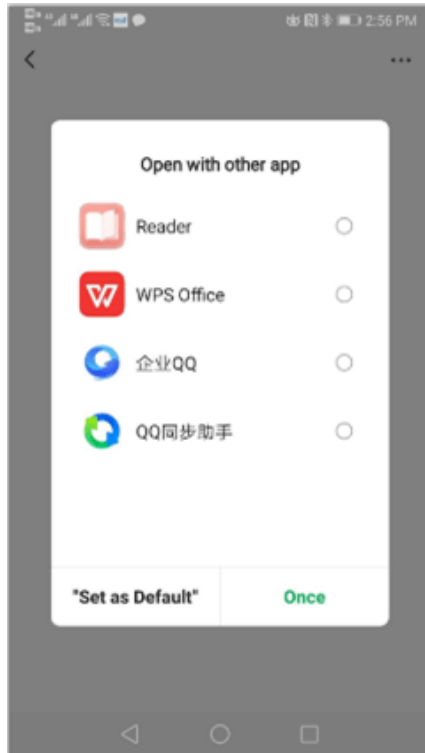 2:56 PM
Open with other app
Reader
WPS Office
企业QQ
QQ同步助手
"Set as Default"
Once